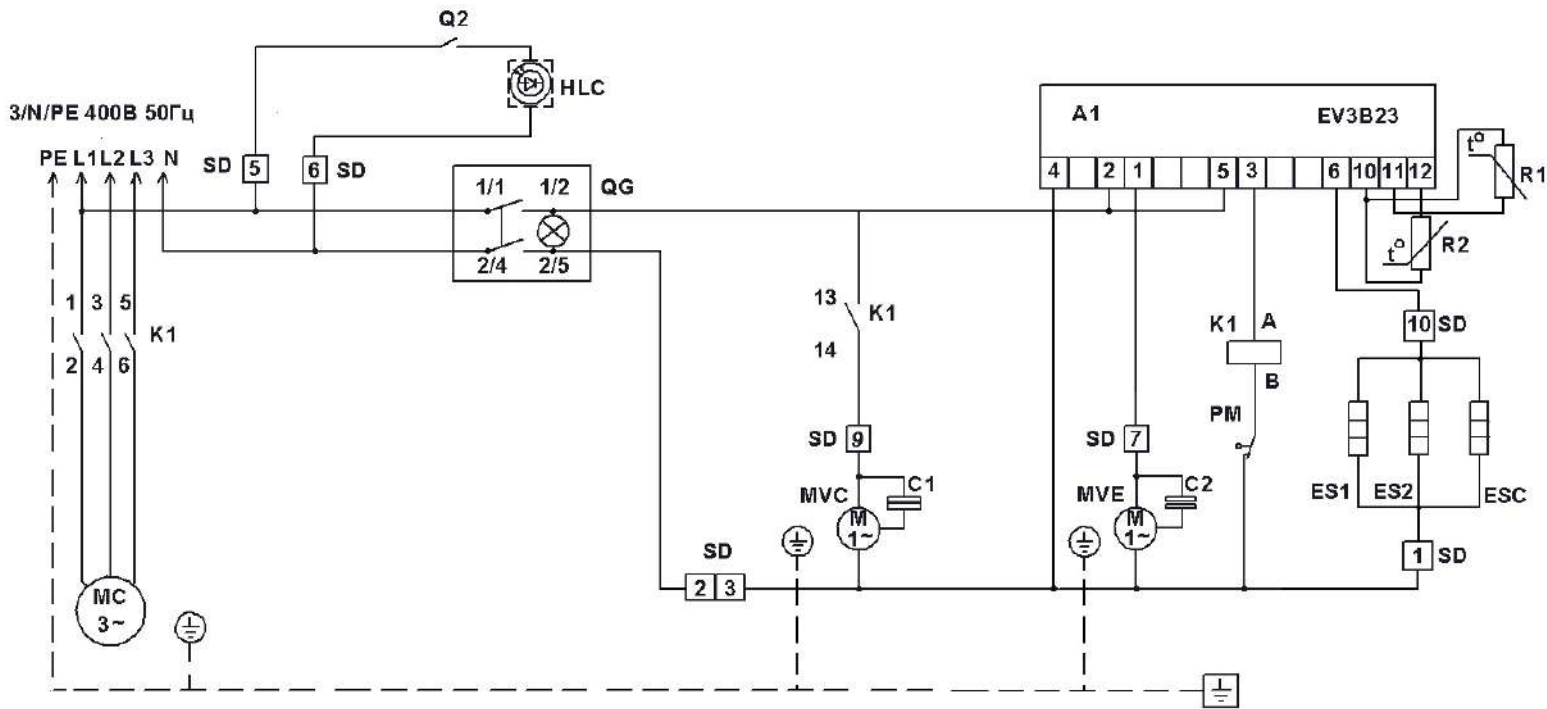 Q2
HLC
3/N/PE 400В 50Гц
A1 EV3B23
PE L1 L2 L3 N
SD 5 6 SD
4 2 1 5 3 6 10 11 12
t° R1
1/1 1/2 QG
2/4 2/5
t° R2
1 3 5
K1
2 4 6
13
K1
14
K1 A
B
10 SD
PM
SD 9
SD 7
MVC C1
M
1~
MVE C2
M
1~
ES1 ES2 ESC
SD
2 3
1 SD
MC
3~